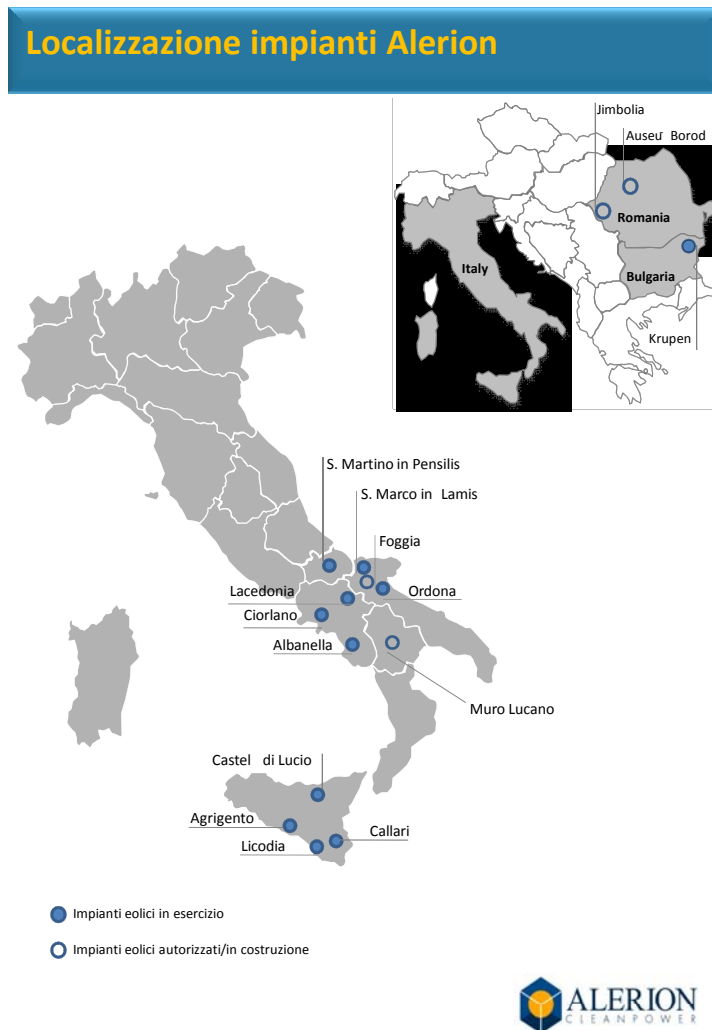 Localizzazione impianti Alerion
Jimbolia
Auseu Borod
Romania
Italy
Bulgaria
Krupen
S. Martino in Pensilis
S. Marco in Lamis
Foggia
Lacedonia
Ordona
Ciorlano
Albanella
Muro Lucano
Castel di Lucio
Agrigento
Callari
Licodia
Impianti eolici in esercizio
Impianti eolici autorizzati/in costruzione
ALERION
CLEANPOWER